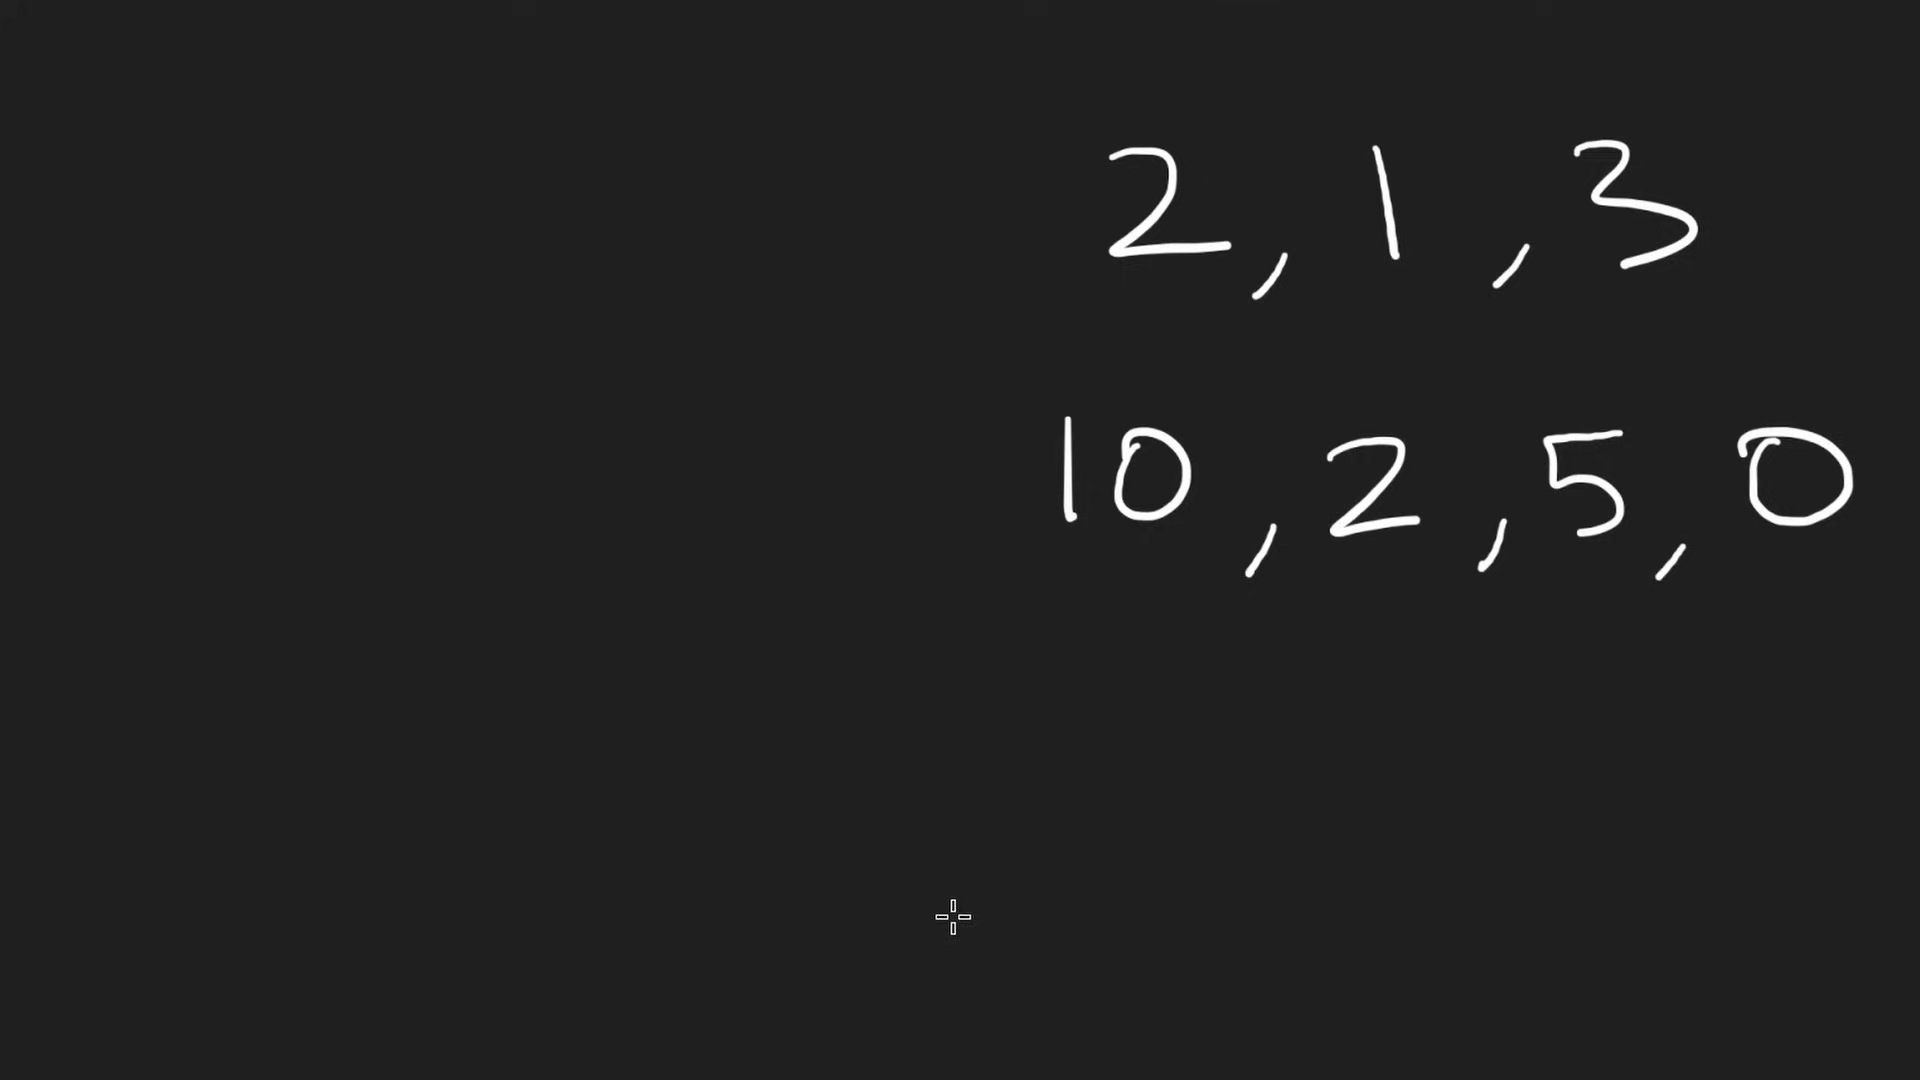 2, 1, 3
10, 2, 5, 0